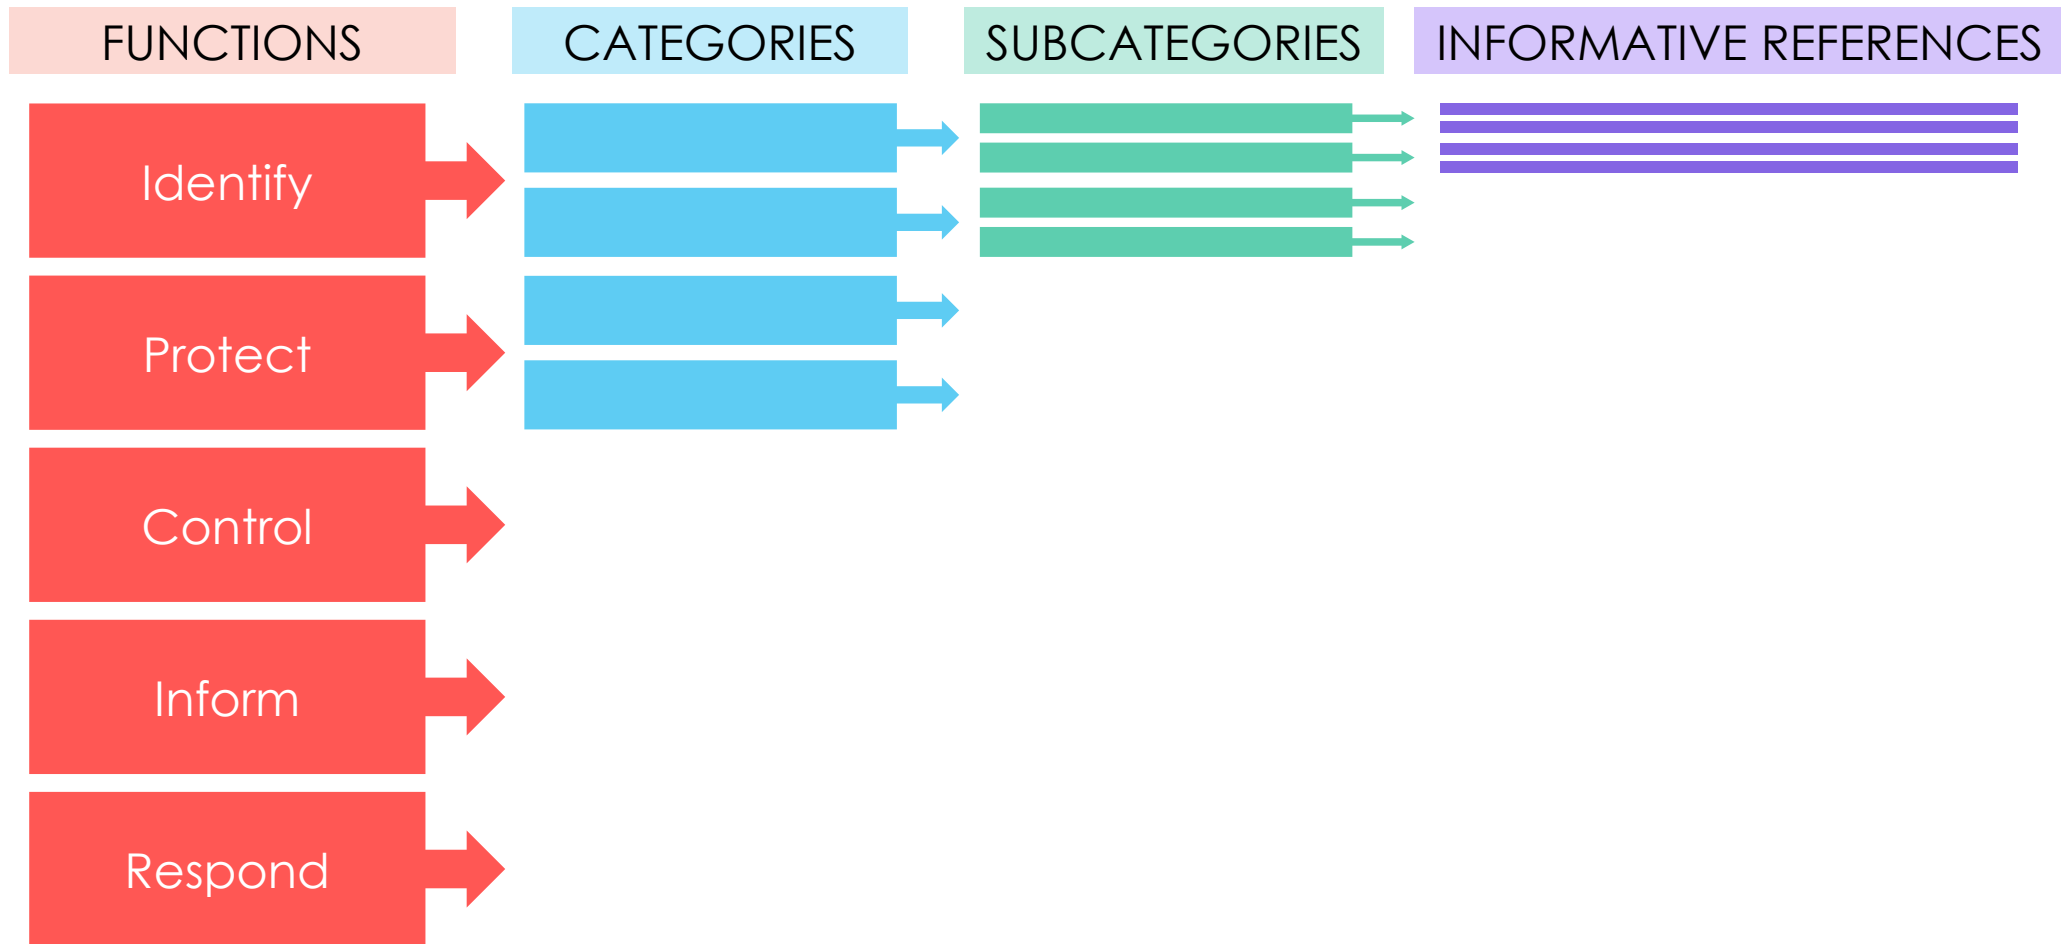 FUNCTIONS
CATEGORIES
SUBCATEGORIES
INFORMATIVE REFERENCES
Identify
Protect
Control
Inform
Respond